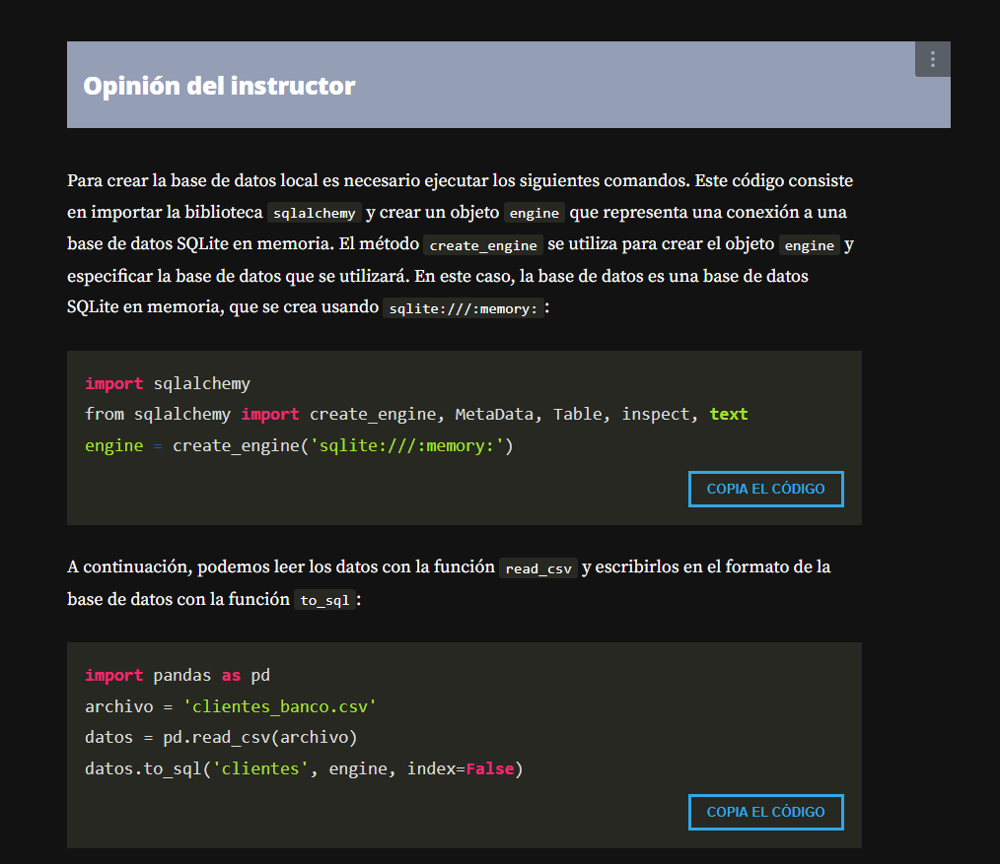 Opinión del instructor
Para crear la base de datos local es necesario ejecutar los siguientes comandos. Este código consiste
en importar la biblioteca sqlalchemy y crear un objeto engine que representa una conexión a una
base de datos SQLite en memoria. El método create_engine se utiliza para crear el objeto engine y
especificar la base de datos que se utilizará. En este caso, la base de datos es una base de datos
SQLite en memoria, que se crea usando sqlite:///:memory: :
import sqlalchemy
from sqlalchemy import create_engine, MetaData, Table, inspect, text
engine = create_engine('sqlite:///:memory:')
COPIA EL CÓDIGO
A continuación, podemos leer los datos con la función read_csv y escribirlos en el formato de la
base de datos con la función to_sql :
import pandas as pd
archivo = 'clientes_banco.csv'
datos = pd.read_csv(archivo)
datos.to_sql('clientes', engine, index=False)
COPIA EL CÓDIGO